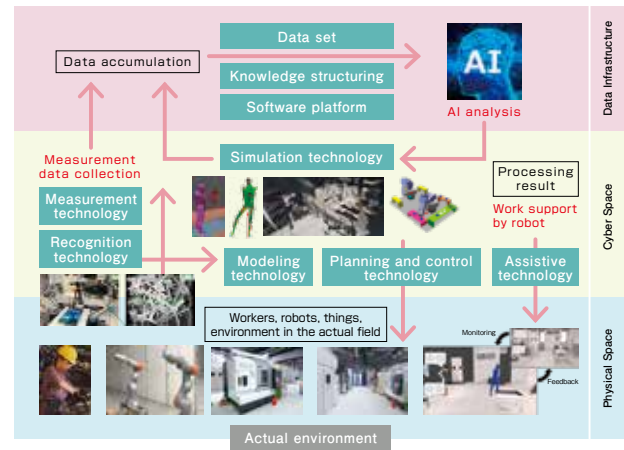 Data set
Data accumulation
Knowledge structuring
Software platform
AI
AI analysis
Data Infrastructure
Measurement
data collection
Simulation technology
Processing
result
Measurement
technology
Work support
by robot
Recognition
technology
Modeling
technology
Planning and control
technology
Assistive
technology
Cyber Space
Workers, robots, things,
environment in the actual field
Monitoring
Feedback
Physical Space
Actual environment